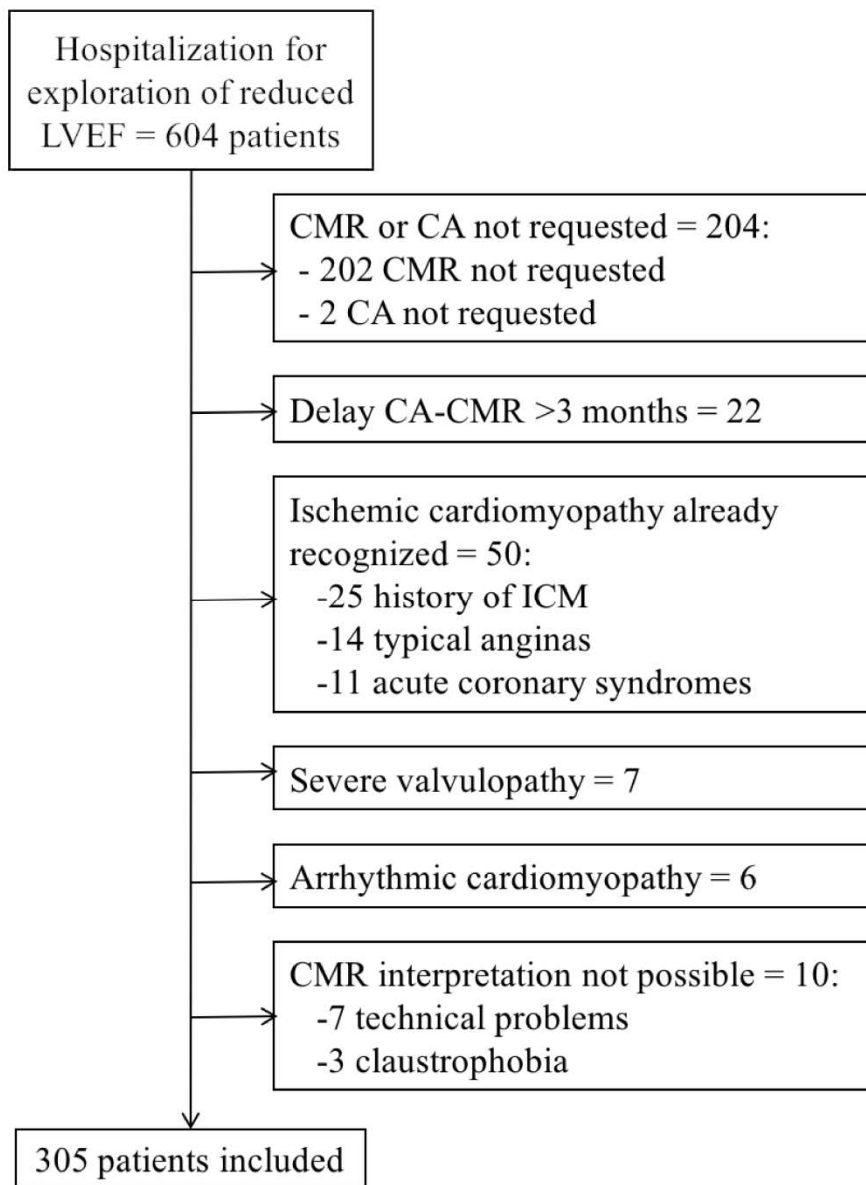 Hospitalization for
exploration of reduced
LVEF = 604 patients
CMR or CA not requested = 204:
- 202 CMR not requested
- 2 CA not requested
Delay CA-CMR >3 months = 22
Ischemic cardiomyopathy already
recognized = 50:
-25 history of ICM
-14 typical anginas
-11 acute coronary syndromes
Severe valvulopathy = 7
Arrhythmic cardiomyopathy = 6
CMR interpretation not possible = 10:
-7 technical problems
-3 claustrophobia
305 patients included